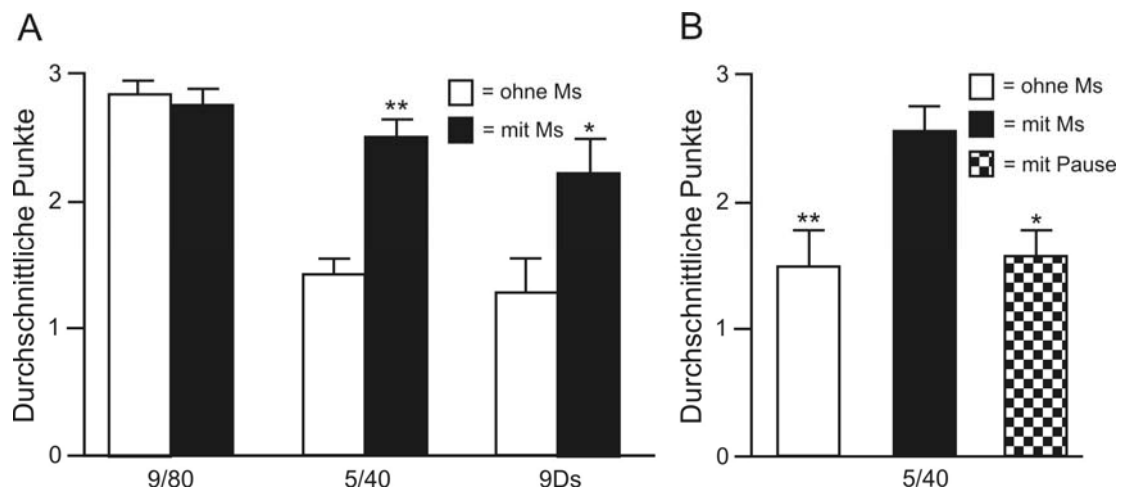 A
Durchschnittliche Punkte
3
2
1
0
= ohne Ms
= mit Ms
**
*
9/80
5/40
9Ds
B
Durchschnittliche Punkte
3
2
1
0
= ohne Ms
= mit Ms
= mit Pause
**
*
5/40